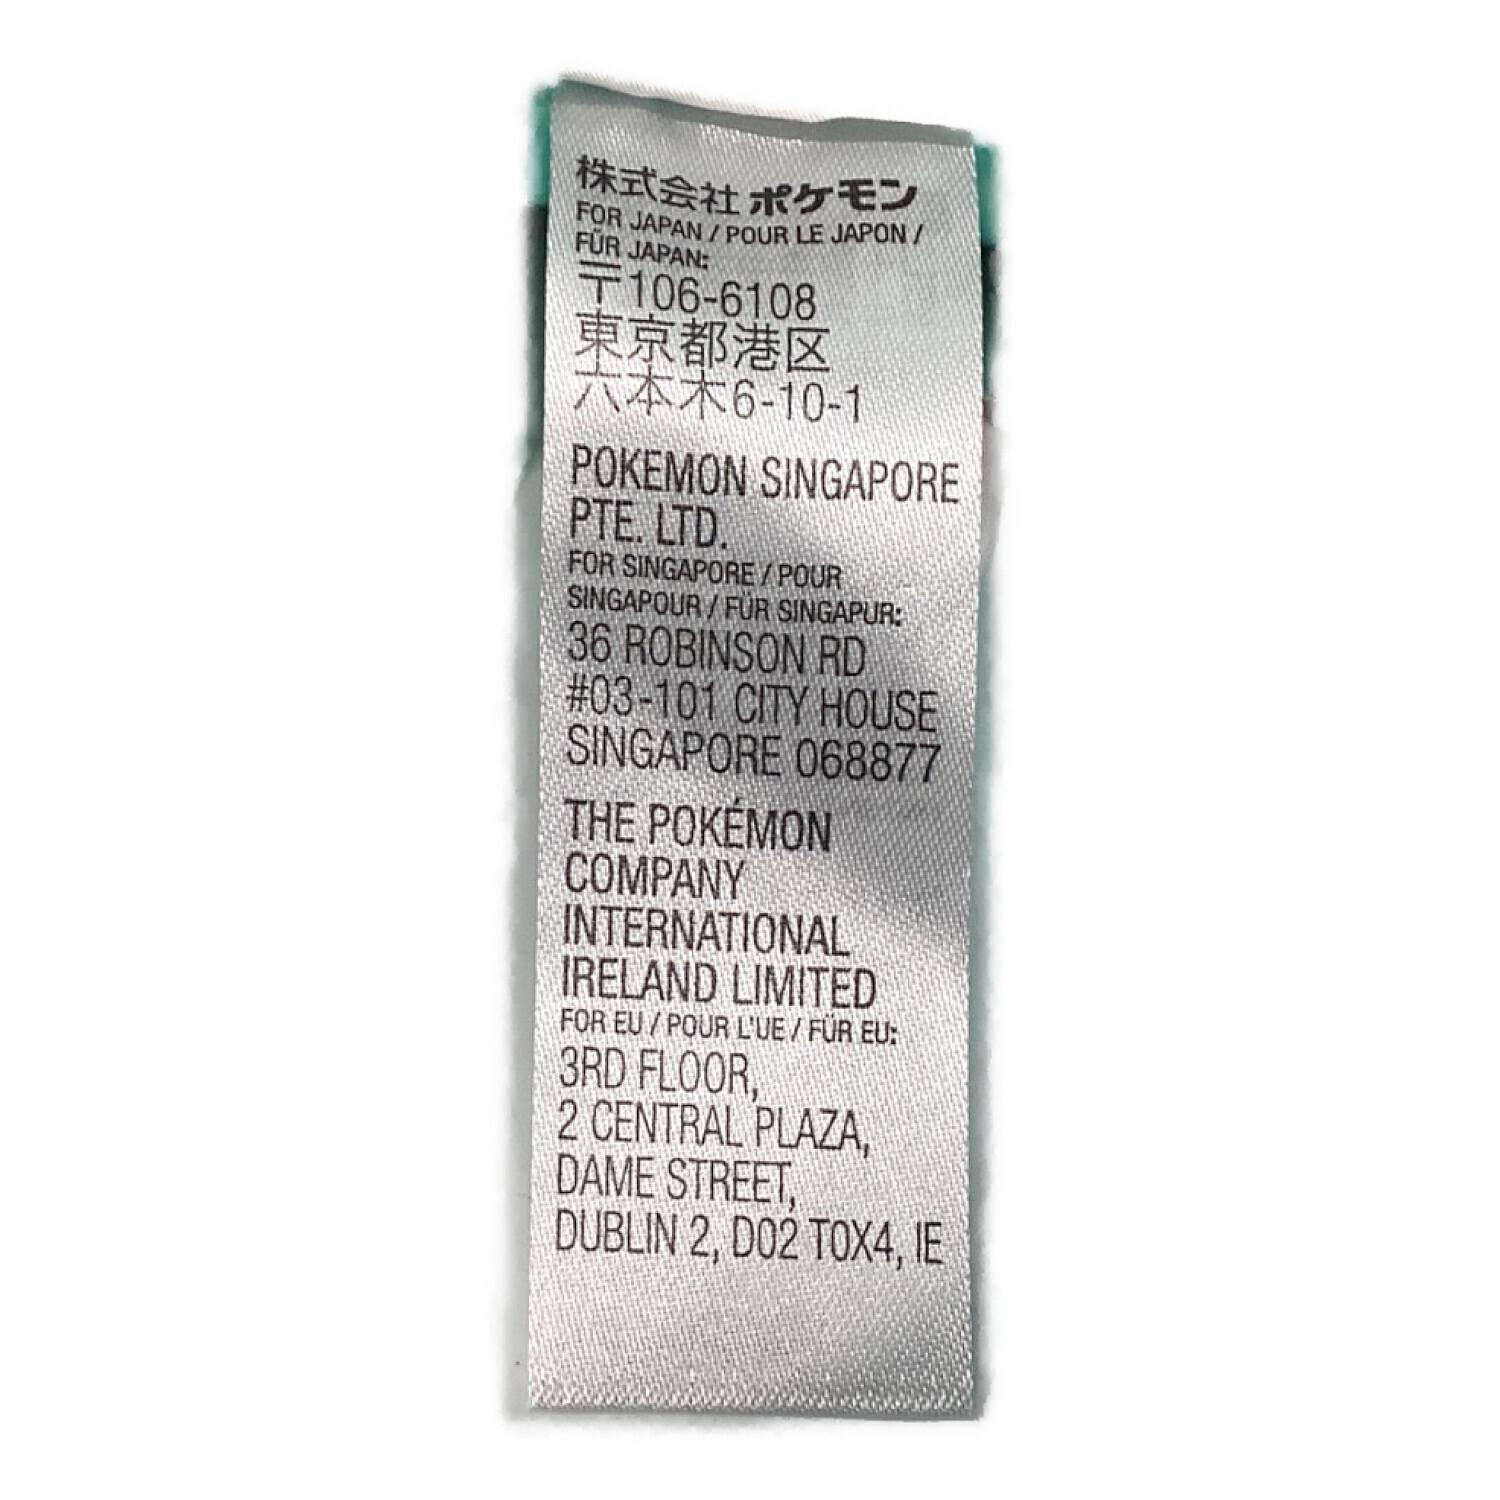 株式会社ポケモン
FOR JAPAN / POUR LE JAPON /
FÜR JAPAN:
〒106-6108
東京都港区
六本木6-10-1
POKEMON SINGAPORE
PTE. LTD.
FOR SINGAPORE / POUR
SINGAPOUR / FÜR SINGAPUR:
36 ROBINSON RD
#03-101 CITY HOUSE
SINGAPORE 068877
THE POKÉMON
COMPANY
INTERNATIONAL
IRELAND LIMITED
FOR EU / POUR L'UE / FÜR EU:
3RD FLOOR,
2 CENTRAL PLAZA,
DAME STREET,
DUBLIN 2, D02 T0X4, IE